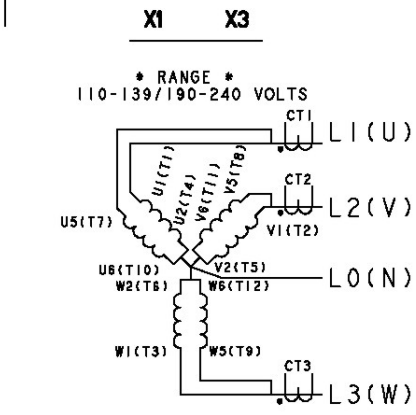 X1 X3
* RANGE *
110-139/190-240 VOLTS
CT1
L1(U)
U1(T1)
U2(T4)
V6(T11)
V5(T8)
CT2
L2(V)
U5(T7)
V1(T2)
U6(T10)
V2(T5)
L0(N)
W2(T6)
W6(T12)
W1(T3)
W5(T9)
CT3
L3(W)